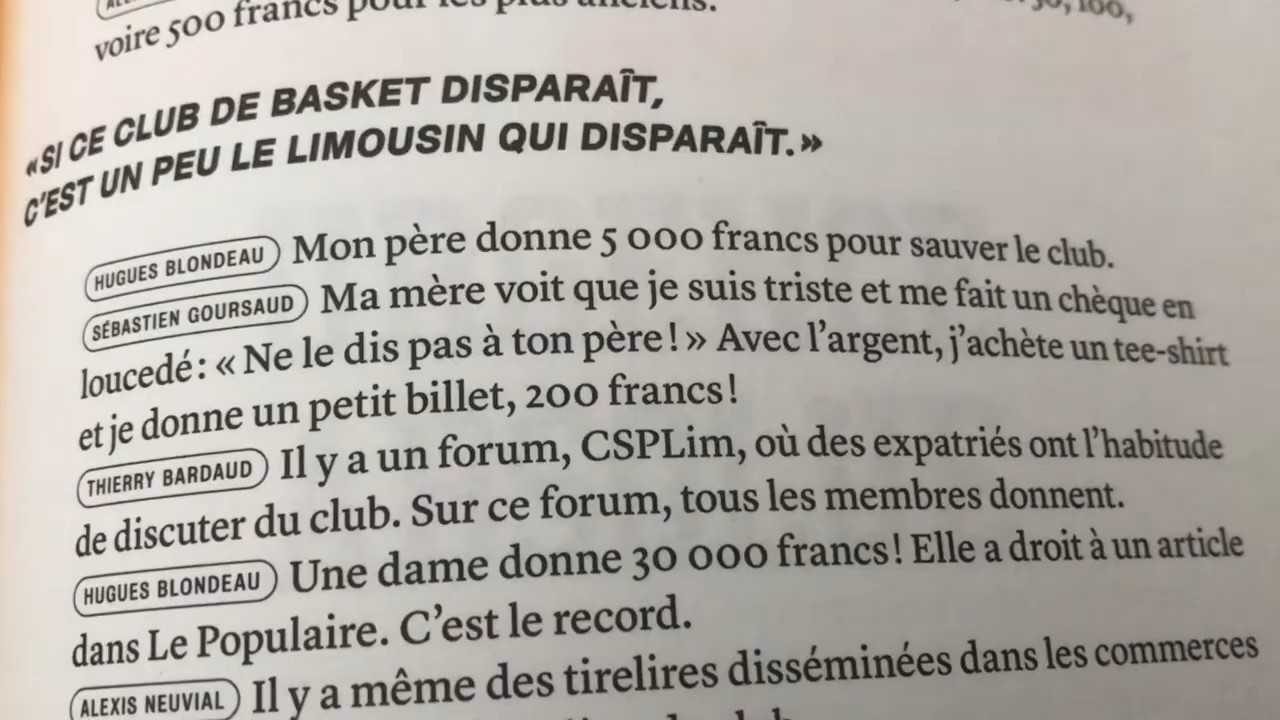 voire 500 francs pour les plus anciens.
100,
«SI CE CLUB DE BASKET DISPARAÎT,
C'EST UN PEU LE LIMOUSIN QUI DISPARAÎT.»
HUGUES BLONDEAU Mon père donne 5 000 francs pour sauver le club.
SÉBASTIEN GOURSAUD Ma mère voit que je suis triste et me fait un chèque en
loucedé : « Ne le dis pas à ton père ! » Avec l'argent, j'achète un tee-shirt
et je donne un petit billet, 200 francs !
THIERRY BARDAUD Il y a un forum, CSPLim, où des expatriés ont l'habitude
de discuter du club. Sur ce forum, tous les membres donnent.
HUGUES BLONDEAU Une dame donne 30 000 francs ! Elle a droit à un article
dans Le Populaire. C'est le record.
ALEXIS NEUVIAL Il y a même des tirelires disséminées dans les commerces